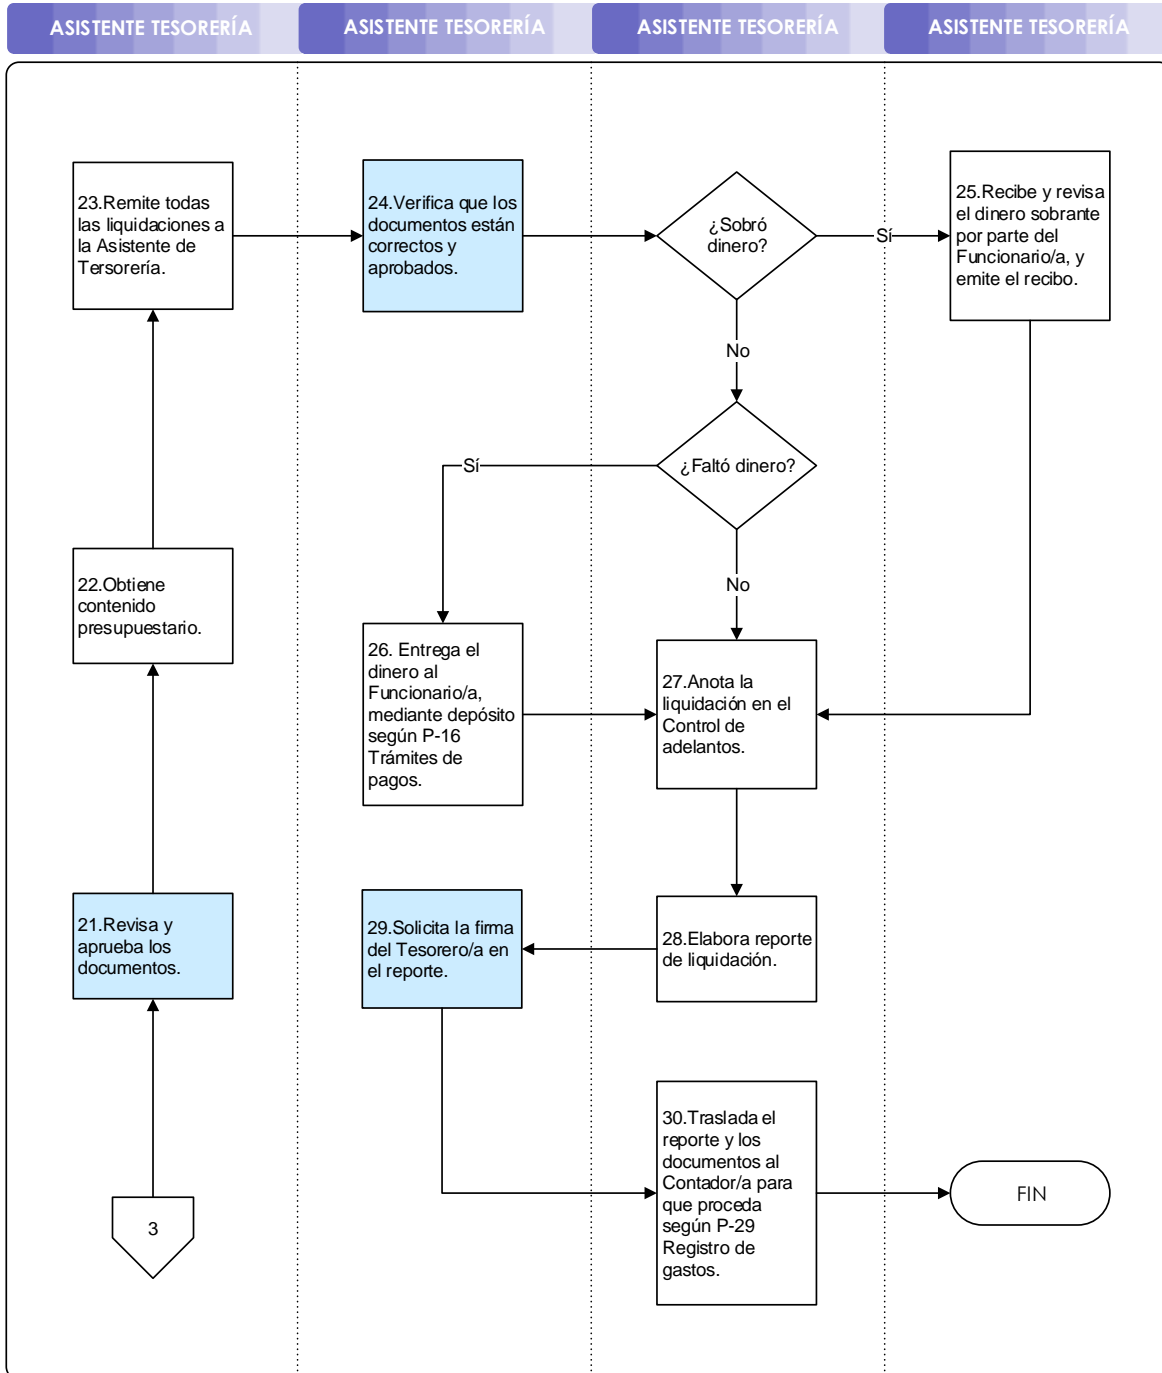 ASISTENTE TESORERÍA
ASISTENTE TESORERÍA
ASISTENTE TESORERÍA
ASISTENTE TESORERÍA
23.Remite todas
las liquidaciones a
la Asistente de
Tersorería.
24.Verifica que los
documentos están
correctos y
aprobados.
¿Sobró
dinero?
Sí
25.Recibe y revisa
el dinero sobrante
por parte del
Funcionario/a, y
emite el recibo.
No
¿Faltó dinero?
Sí
No
22.Obtiene
contenido
presupuestario.
26. Entrega el
dinero al
Funcionario/a,
mediante depósito
según P-16
Trámites de
pagos.
27.Anota la
liquidación en el
Control de
adelantos.
21.Revisa y
aprueba los
documentos.
29.Solicita la firma
del Tesorero/a en
el reporte.
28.Elabora reporte
de liquidación.
30.Traslada el
reporte y los
documentos al
Contador/a para
que proceda
según P-29
Registro de
gastos.
FIN
3